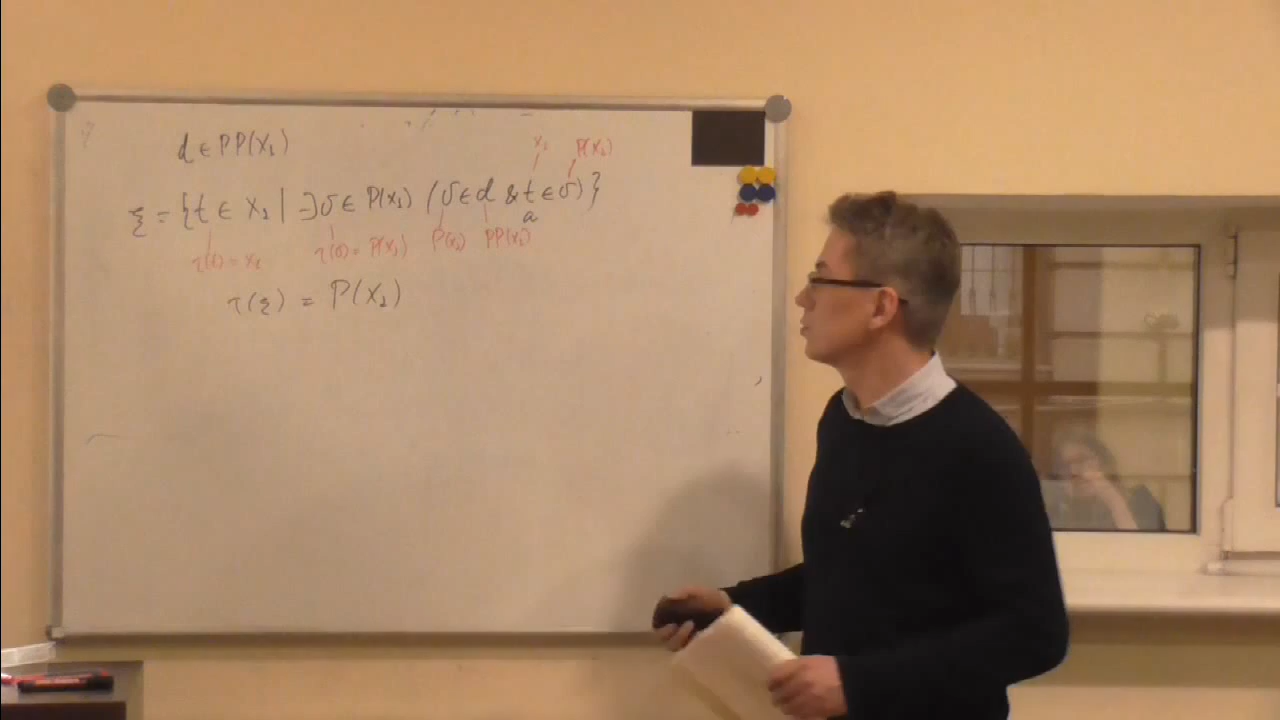 d ∈ PP(X₁)
X₁ P(X₁)
ξ = {t ∈ X₁ | ∃σ ∈ P(X₁) (σ ∈ d & t ∈ σ)}
a
τ(t) = X₁ τ(σ) = P(X₁) P(X₁) PP(X₁)
τ(ξ) = P(X₁)